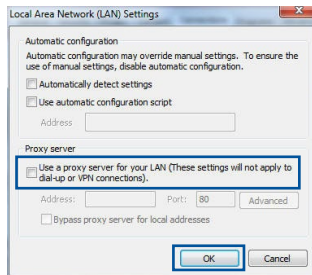 Local Area Network (LAN) Settings
Automatic configuration
Automatic configuration may override manual settings. To ensure the
use of manual settings, disable automatic configuration.
Automatically detect settings
Use automatic configuration script
Address
Proxy server
Use a proxy server for your LAN (These settings will not apply to
dial-up or VPN connections).
Address: Port: 80 Advanced
Bypass proxy server for local addresses
OK Cancel